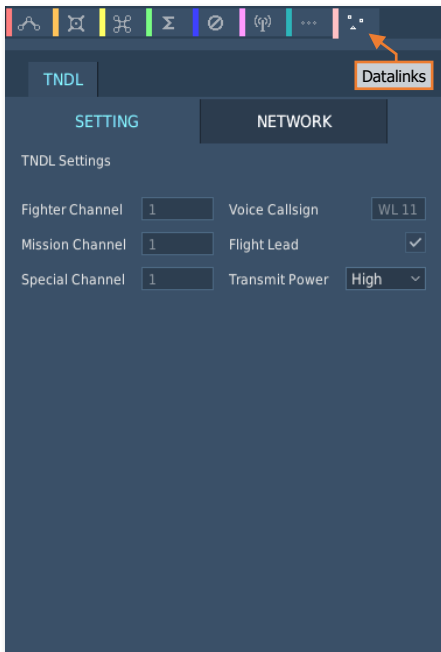 Datalinks
TNDL
SETTING NETWORK
TNDL Settings
Fighter Channel 1 Voice Callsign WL 11
Mission Channel 1 Flight Lead
Special Channel 1 Transmit Power High